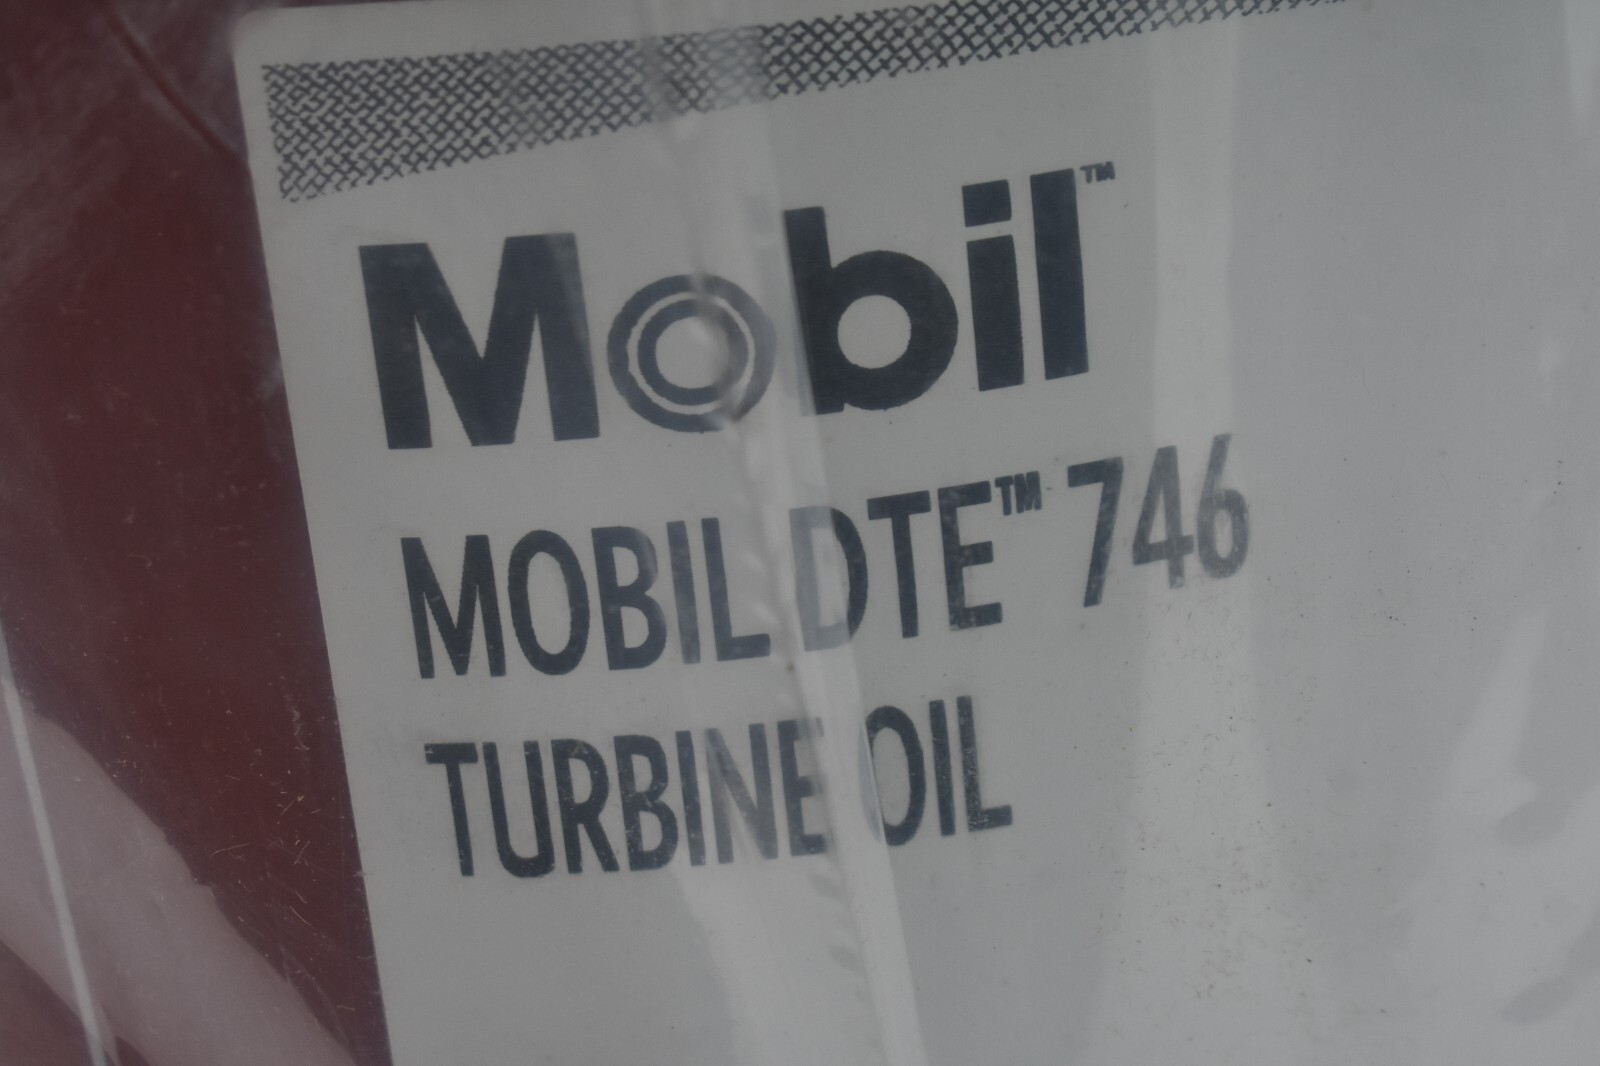 Mobil™
MOBIL DTE™ 746
TURBINE OIL